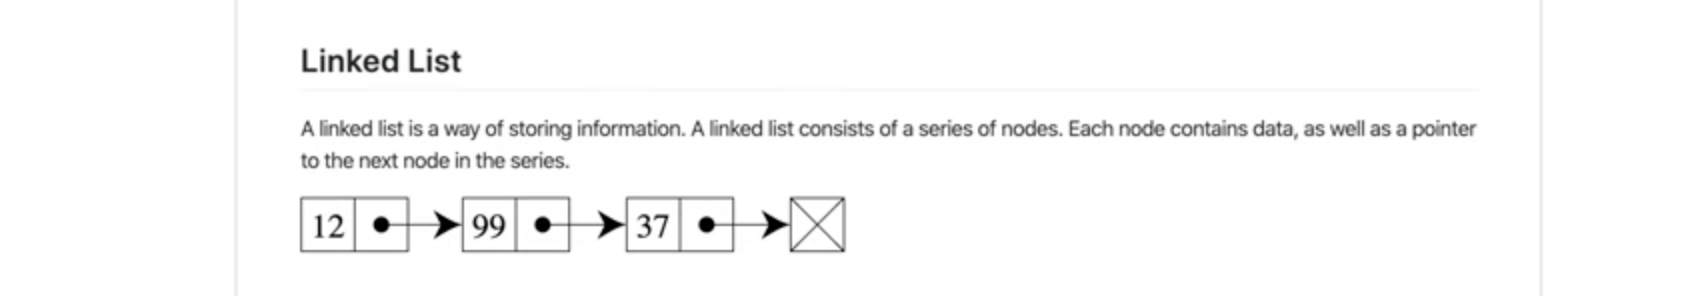 Linked List
A linked list is a way of storing information. A linked list consists of a series of nodes. Each node contains data, as well as a pointer
to the next node in the series.
12 99 37